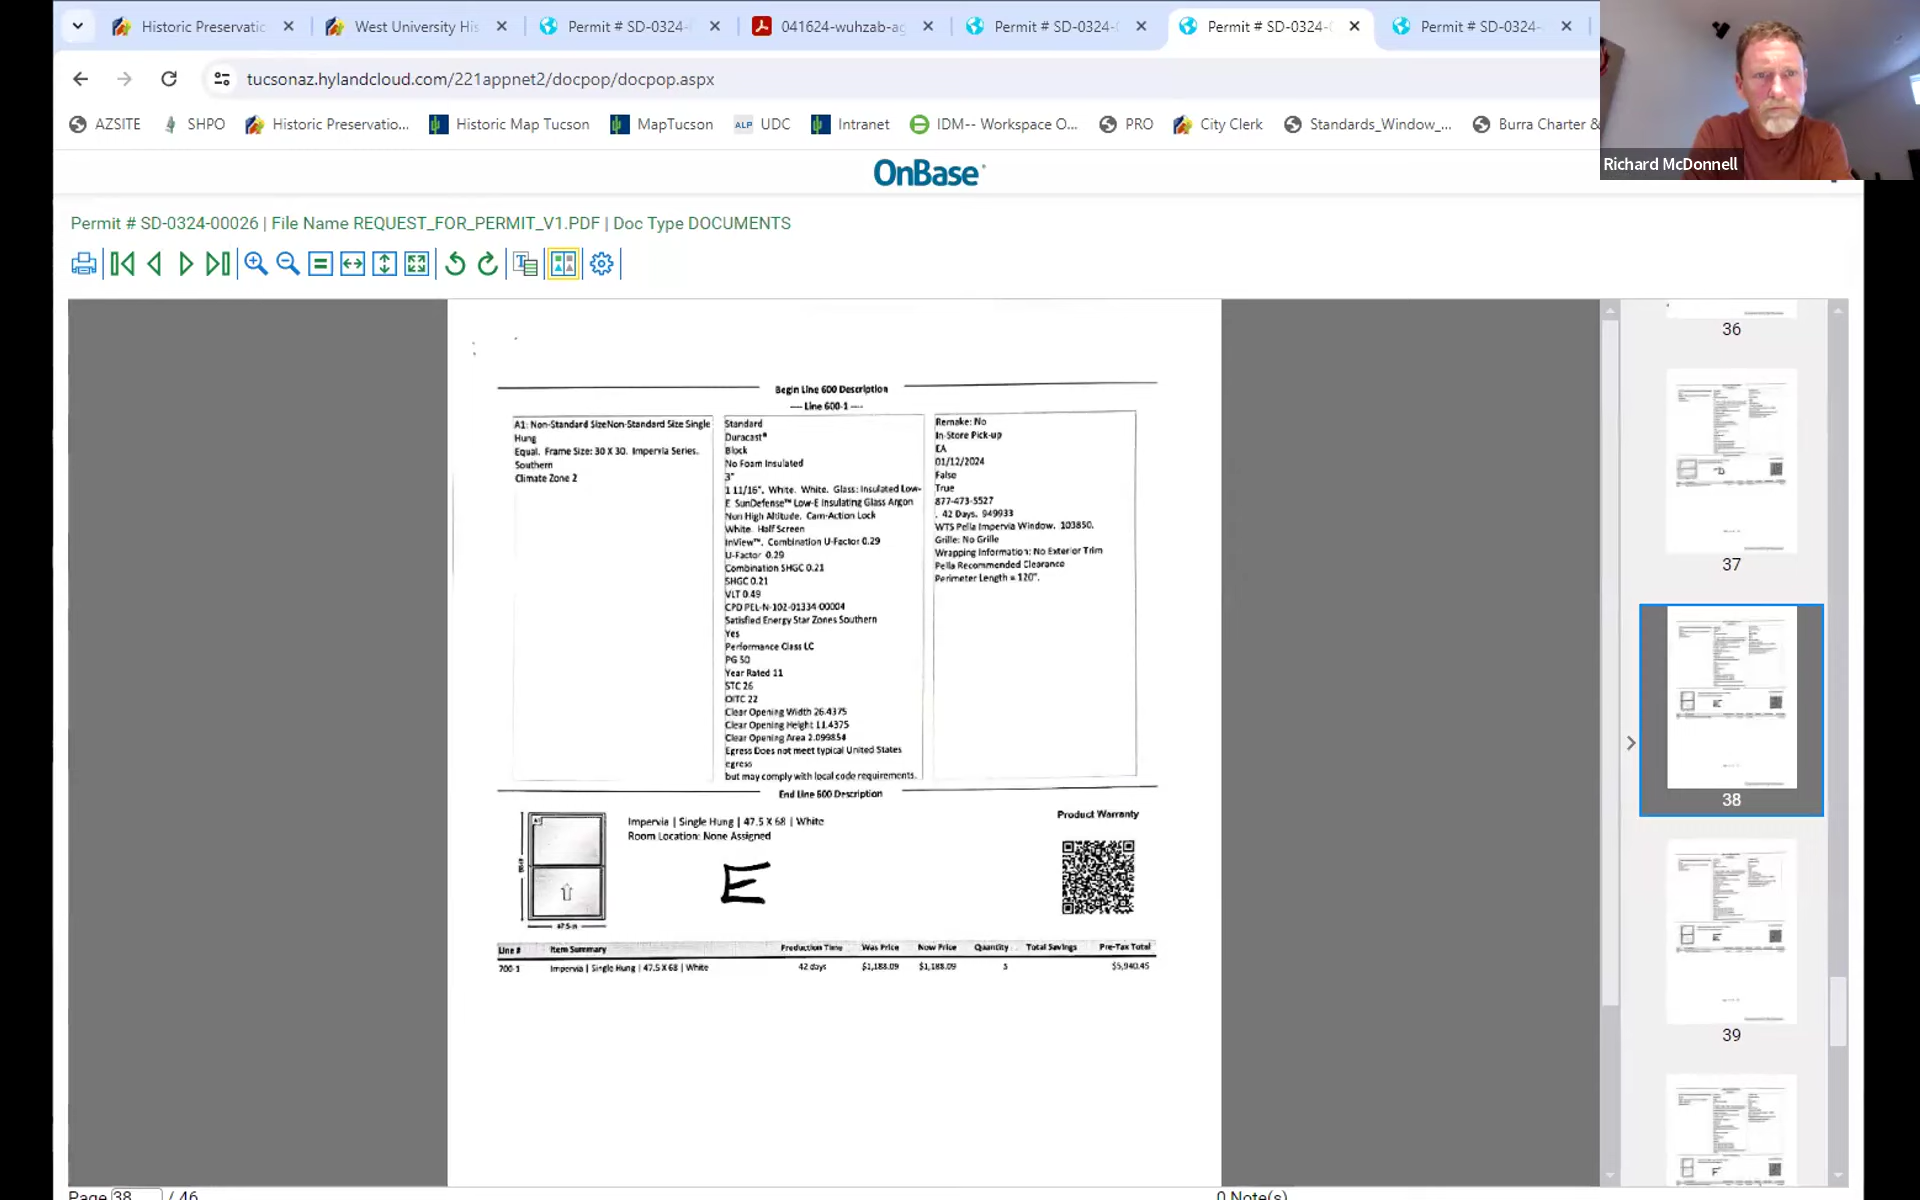 Historic Preservatio
West University His
Permit # SD-0324-
041624-wuhzab-ag
Permit # SD-0324-
Permit # SD-0324-
Permit # SD-0324-
tucsonaz.hylandcloud.com/221appnet2/docpop/docpop.aspx
AZSITE
SHPO
Historic Preservatio...
Historic Map Tucson
MapTucson
ALP UDC
Intranet
IDM-- Workspace O...
PRO
City Clerk
Standards_Window_...
Burra Charter &
Richard McDonnell
OnBase
Permit # SD-0324-00026 | File Name REQUEST_FOR_PERMIT_V1.PDF | Doc Type DOCUMENTS
Begin Line 600 Description
---- Line 600-1 ----
A1: Non-Standard SizeNon-Standard Size Single
Hung
Equal. Frame Size: 30 X 30. Impervia Series.
Southern
Climate Zone 2
Standard
Duracast®
Block
No Foam Insulated
3"
1 11/16". White. White. Glass: Insulated Low-
E SunDefense™ Low-E Insulating Glass Argon
Non High Altitude. Cam-Action Lock
White. Half Screen
InView™. Combination U-Factor 0.29
U-Factor 0.29
Combination SHGC 0.21
SHGC 0.21
VLT 0.49
CPD PEL-N-102-01334-00004
Satisfied Energy Star Zones Southern
Yes
Performance Class LC
PG 50
Year Rated 11
STC 26
OITC 22
Clear Opening Width 26.4375
Clear Opening Height 11.4375
Clear Opening Area 2.099854
Egress Does not meet typical United States
egress
but may comply with local code requirements.
Remake: No
In-Store Pick-up
EA
01/12/2024
False
True
877-473-5527
. 42 Days. 949933
WTS Pella Impervia Window. 103850.
Grille: No Grille
Wrapping Information: No Exterior Trim
Pella Recommended Clearance
Perimeter Length = 120".
End Line 600 Description
A1
47.5 in
Impervia | Single Hung | 47.5 X 68 | White
Room Location: None Assigned
E
Product Warranty
Line # Item Summary Production Time Was Price Now Price Quantity Total Savings Pre-Tax Total
700-1 Impervia | Single Hung | 47.5 X 68 | White 42 days $1,188.09 $1,188.09 5 $5,940.45
36
37
38
39
Page 38 / 46
0 Note(s)